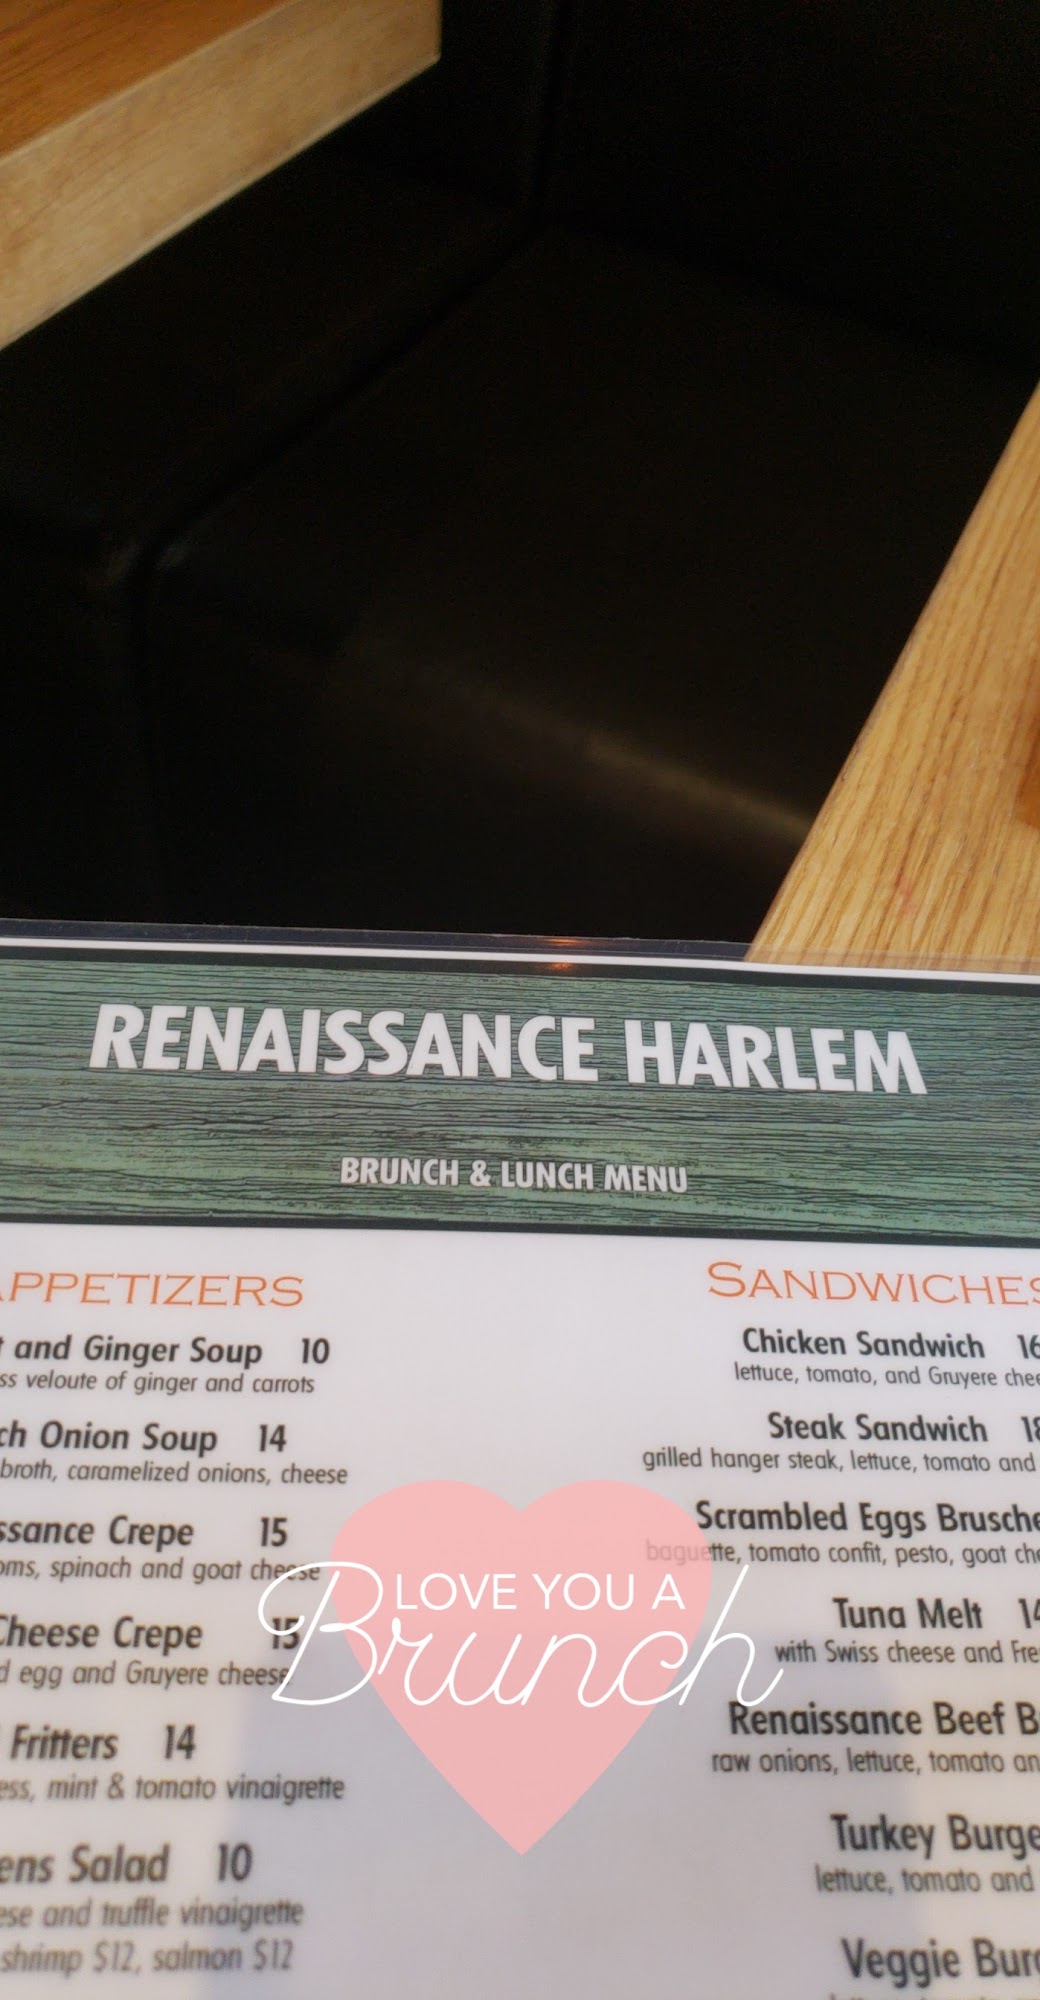 RENAISSANCE HARLEM
BRUNCH & LUNCH MENU
APPETIZERS
and Ginger Soup 10
veloute of ginger and carrots
Onion Soup 14
broth, caramelized onions, cheese
Crepe 15
spinach and goat cheese
Cheese Crepe 15
egg and Gruyere cheese
Fritters 14
mint & tomato vinaigrette
Salad 10
and truffle vinaigrette
shrimp $12, salmon $12
SANDWICHES
Chicken Sandwich
lettuce, tomato, and Gruyere
Steak Sandwich
grilled hanger steak, lettuce, tomato and
Scrambled Eggs
baguette, tomato confit, pesto, goat
Tuna Melt
with Swiss cheese and
Renaissance Beef
raw onions, lettuce, tomato
Turkey
lettuce, tomato and
Veggie
LOVE YOU A
Brunch